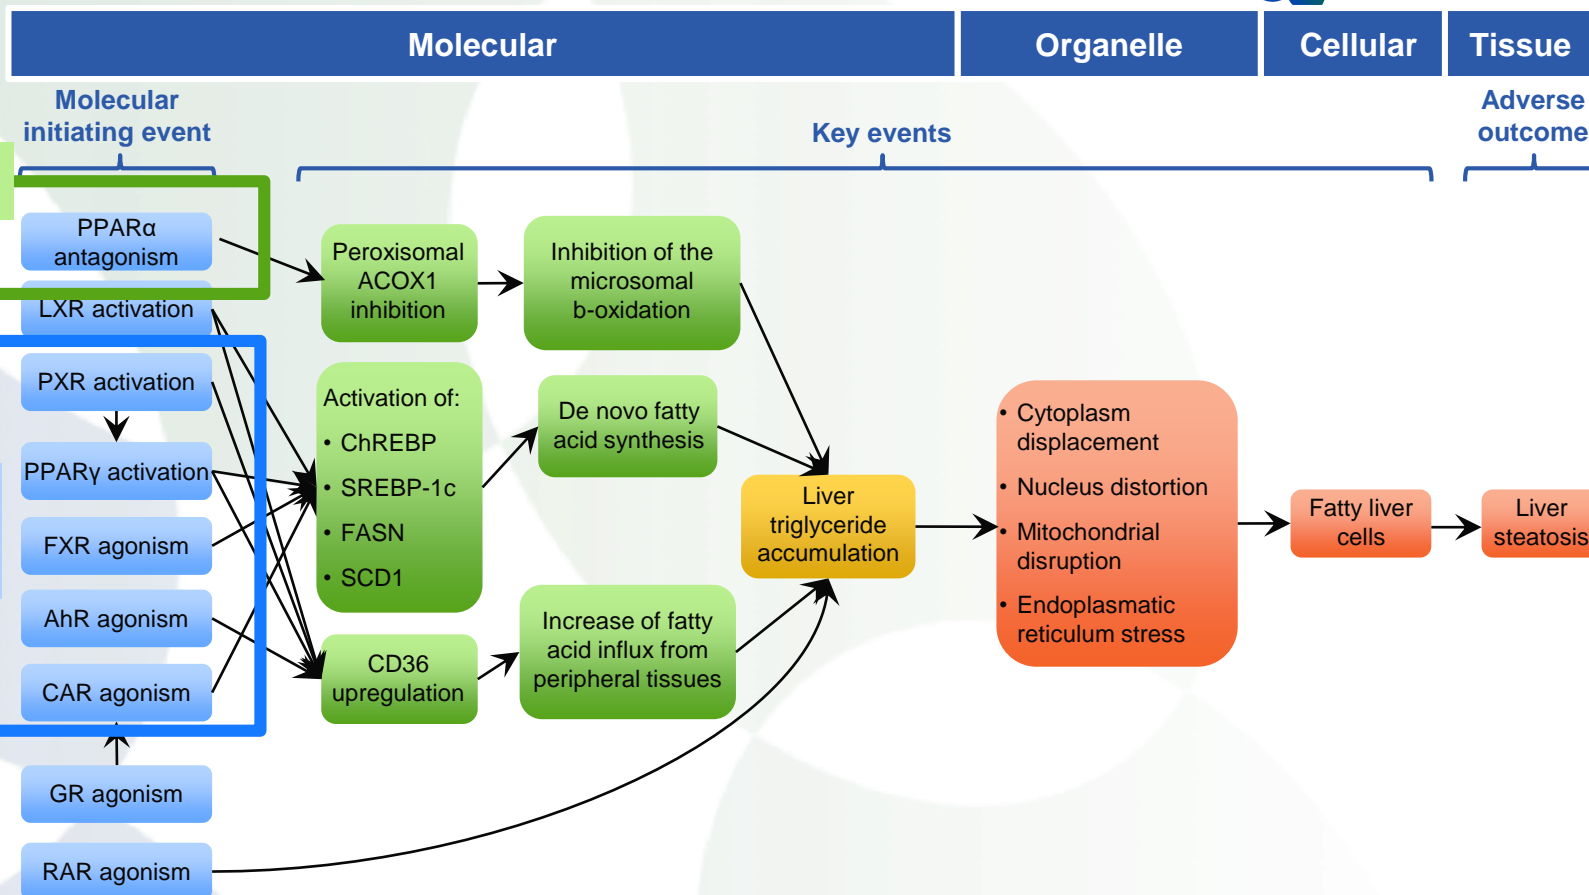 Molecular
Organelle
Cellular
Tissue
Molecular
initiating event
Key events
Adverse
outcome
PPARα
antagonism
LXR activation
PXR activation
PPARγ activation
FXR agonism
AhR agonism
CAR agonism
GR agonism
RAR agonism
Peroxisomal
ACOX1
inhibition
Inhibition of the
microsomal
b-oxidation
Activation of:
• ChREBP
• SREBP-1c
• FASN
• SCD1
De novo fatty
acid synthesis
CD36
upregulation
Increase of fatty
acid influx from
peripheral tissues
Liver
triglyceride
accumulation
• Cytoplasm
displacement
• Nucleus distortion
• Mitochondrial
disruption
• Endoplasmatic
reticulum stress
Fatty liver
cells
Liver
steatosis